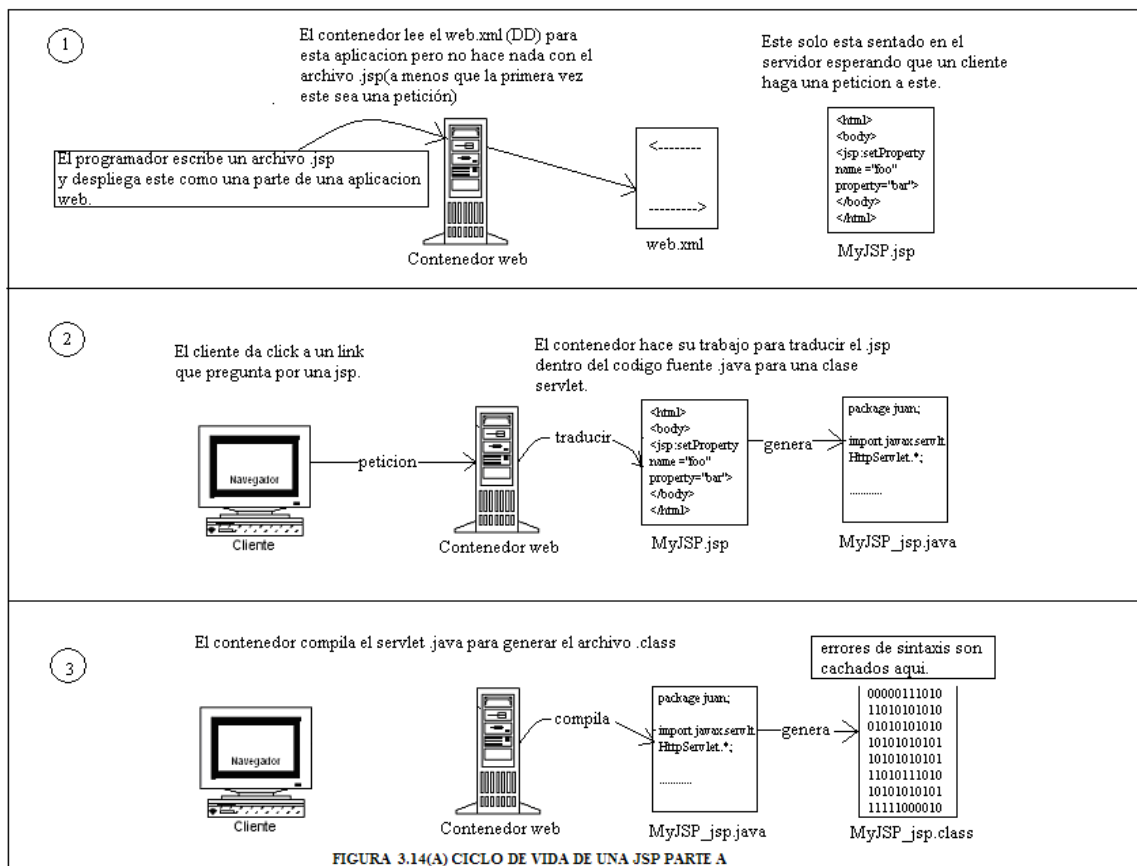 1
El contenedor lee el web.xml (DD) para
esta aplicacion pero no hace nada con el
archivo .jsp(a menos que la primera vez
este sea una petición)
Este solo esta sentado en el
servidor esperando que un cliente
haga una peticion a este.
El programador escribe un archivo .jsp
y despliega este como una parte de una aplicacion
web.
Contenedor web
<--------
--------->
web.xml
<html>
<body>
<jsp:setProperty
name ="foo"
property="bar">
</body>
</html>
MyJSP.jsp
2
El cliente da click a un link
que pregunta por una jsp.
El contenedor hace su trabajo para traducir el .jsp
dentro del codigo fuente .java para una clase
servlet.
Navegador
Cliente
peticion
Contenedor web
traducir
<html>
<body>
<jsp:setProperty
name ="foo"
property="bar">
</body>
</html>
MyJSP.jsp
genera
package juan;
import javax.servlt.
HttpServlet.*;
............
MyJSP_jsp.java
3
El contenedor compila el servlet .java para generar el archivo .class
errores de sintaxis son
cachados aqui.
Navegador
Cliente
Contenedor web
compila
package juan;
import javax.servlt.
HttpServlet.*;
............
MyJSP_jsp.java
genera
00000111010
11010101010
01010101010
10101010101
10101010101
11010111010
10101010101
11111000010
MyJSP_jsp.class
FIGURA 3.14(A) CICLO DE VIDA DE UNA JSP PARTE A